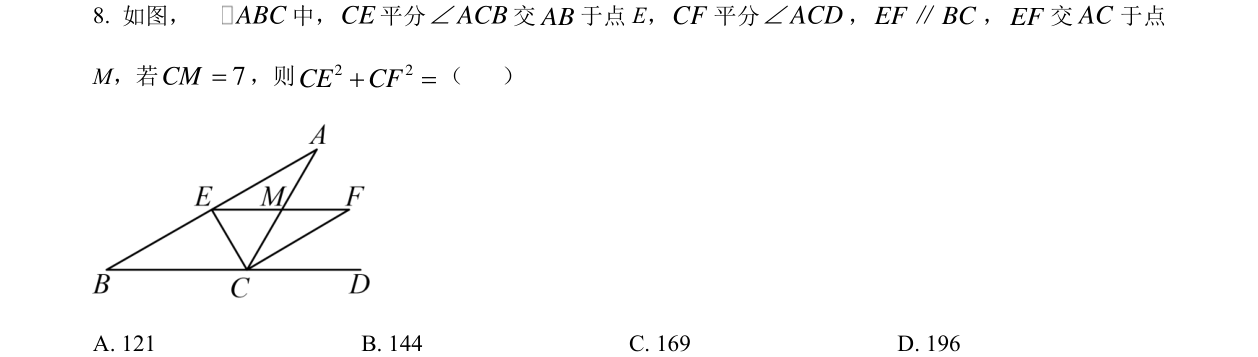 8. 如图， □ABC 中，CE 平分∠ACB 交 AB 于点 E，CF 平分∠ACD，EF∥BC，EF 交 AC 于点
M，若 CM = 7，则 CE² + CF² =（ ）
A
E M F
B C D
A. 121 B. 144 C. 169 D. 196